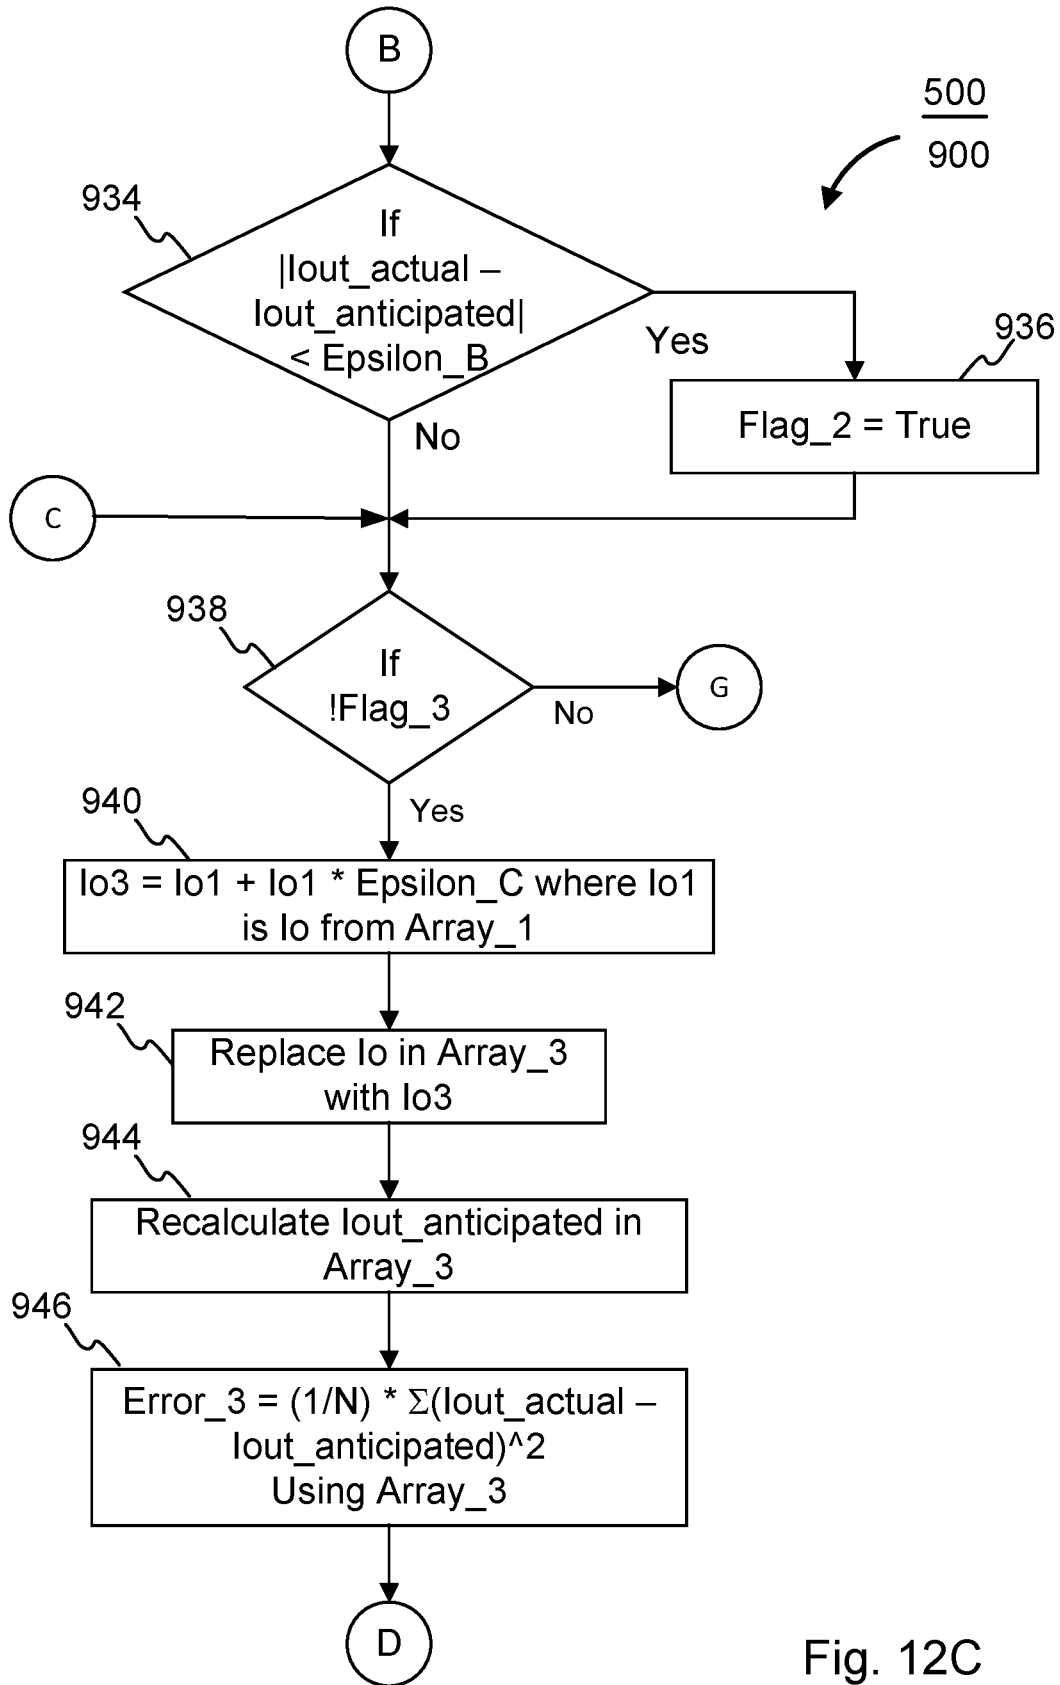 B
500
900
934
If
|Iout_actual –
Iout_anticipated|
< Epsilon_B
Yes
936
Flag_2 = True
No
C
938
If
!Flag_3
No
G
Yes
940
Io3 = Io1 + Io1 * Epsilon_C where Io1
is Io from Array_1
942
Replace Io in Array_3
with Io3
944
Recalculate Iout_anticipated in
Array_3
946
Error_3 = (1/N) * Σ(Iout_actual –
Iout_anticipated)^2
Using Array_3
D
Fig. 12C